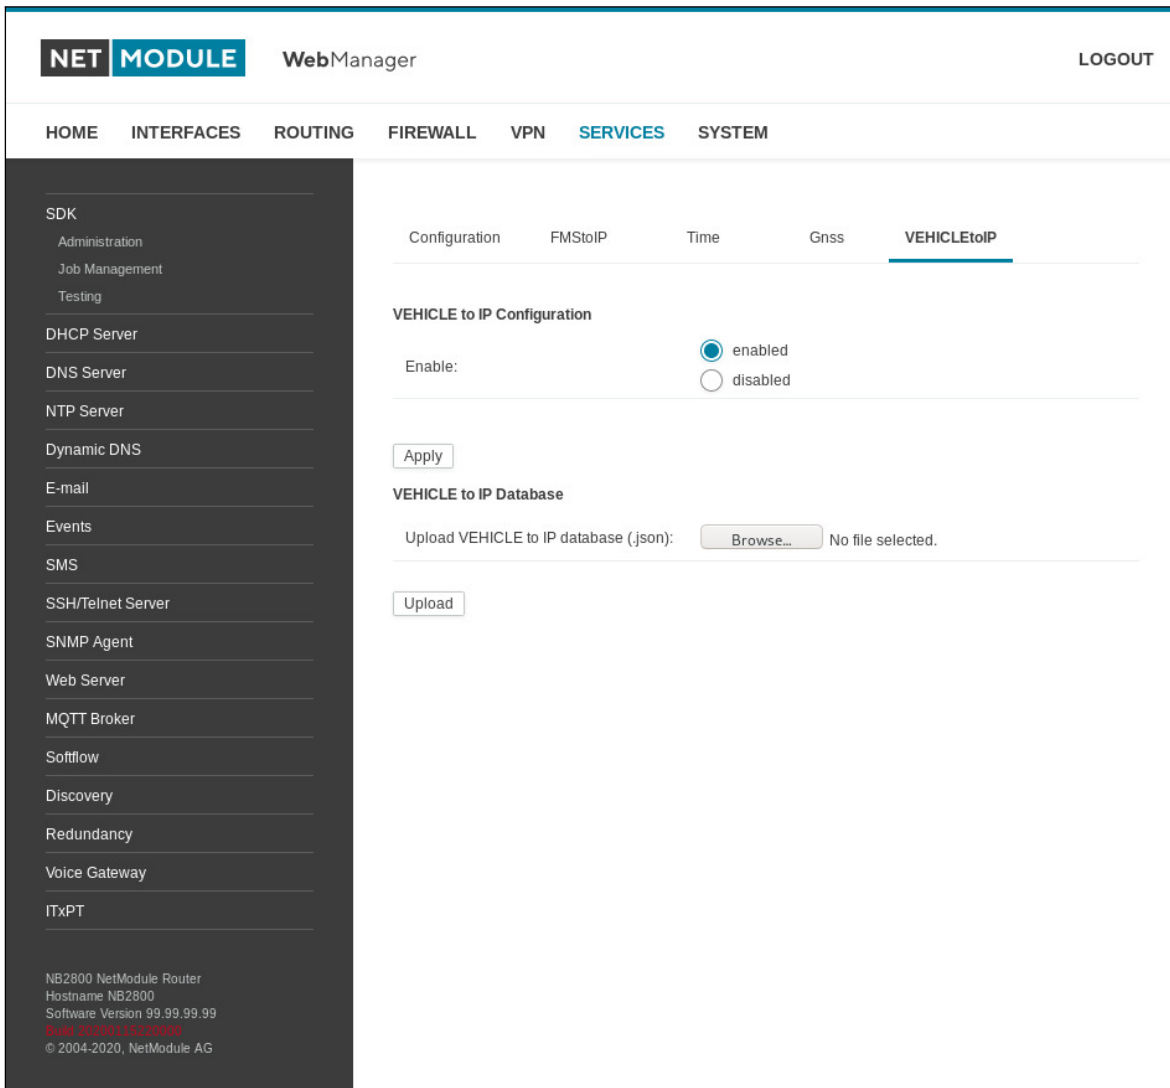 NET MODULE WebManager LOGOUT
HOME INTERFACES ROUTING FIREWALL VPN SERVICES SYSTEM
SDK
Administration
Job Management
Testing
DHCP Server
DNS Server
NTP Server
Dynamic DNS
E-mail
Events
SMS
SSH/Telnet Server
SNMP Agent
Web Server
MQTT Broker
Softflow
Discovery
Redundancy
Voice Gateway
ITxPT
NB2800 NetModule Router
Hostname NB2800
Software Version 99.99.99.99
Build 20200115220000
© 2004-2020, NetModule AG
Configuration FMStoIP Time Gnss VEHICLEtoIP
VEHICLE to IP Configuration
Enable: enabled
disabled
Apply
VEHICLE to IP Database
Upload VEHICLE to IP database (.json): Browse... No file selected.
Upload